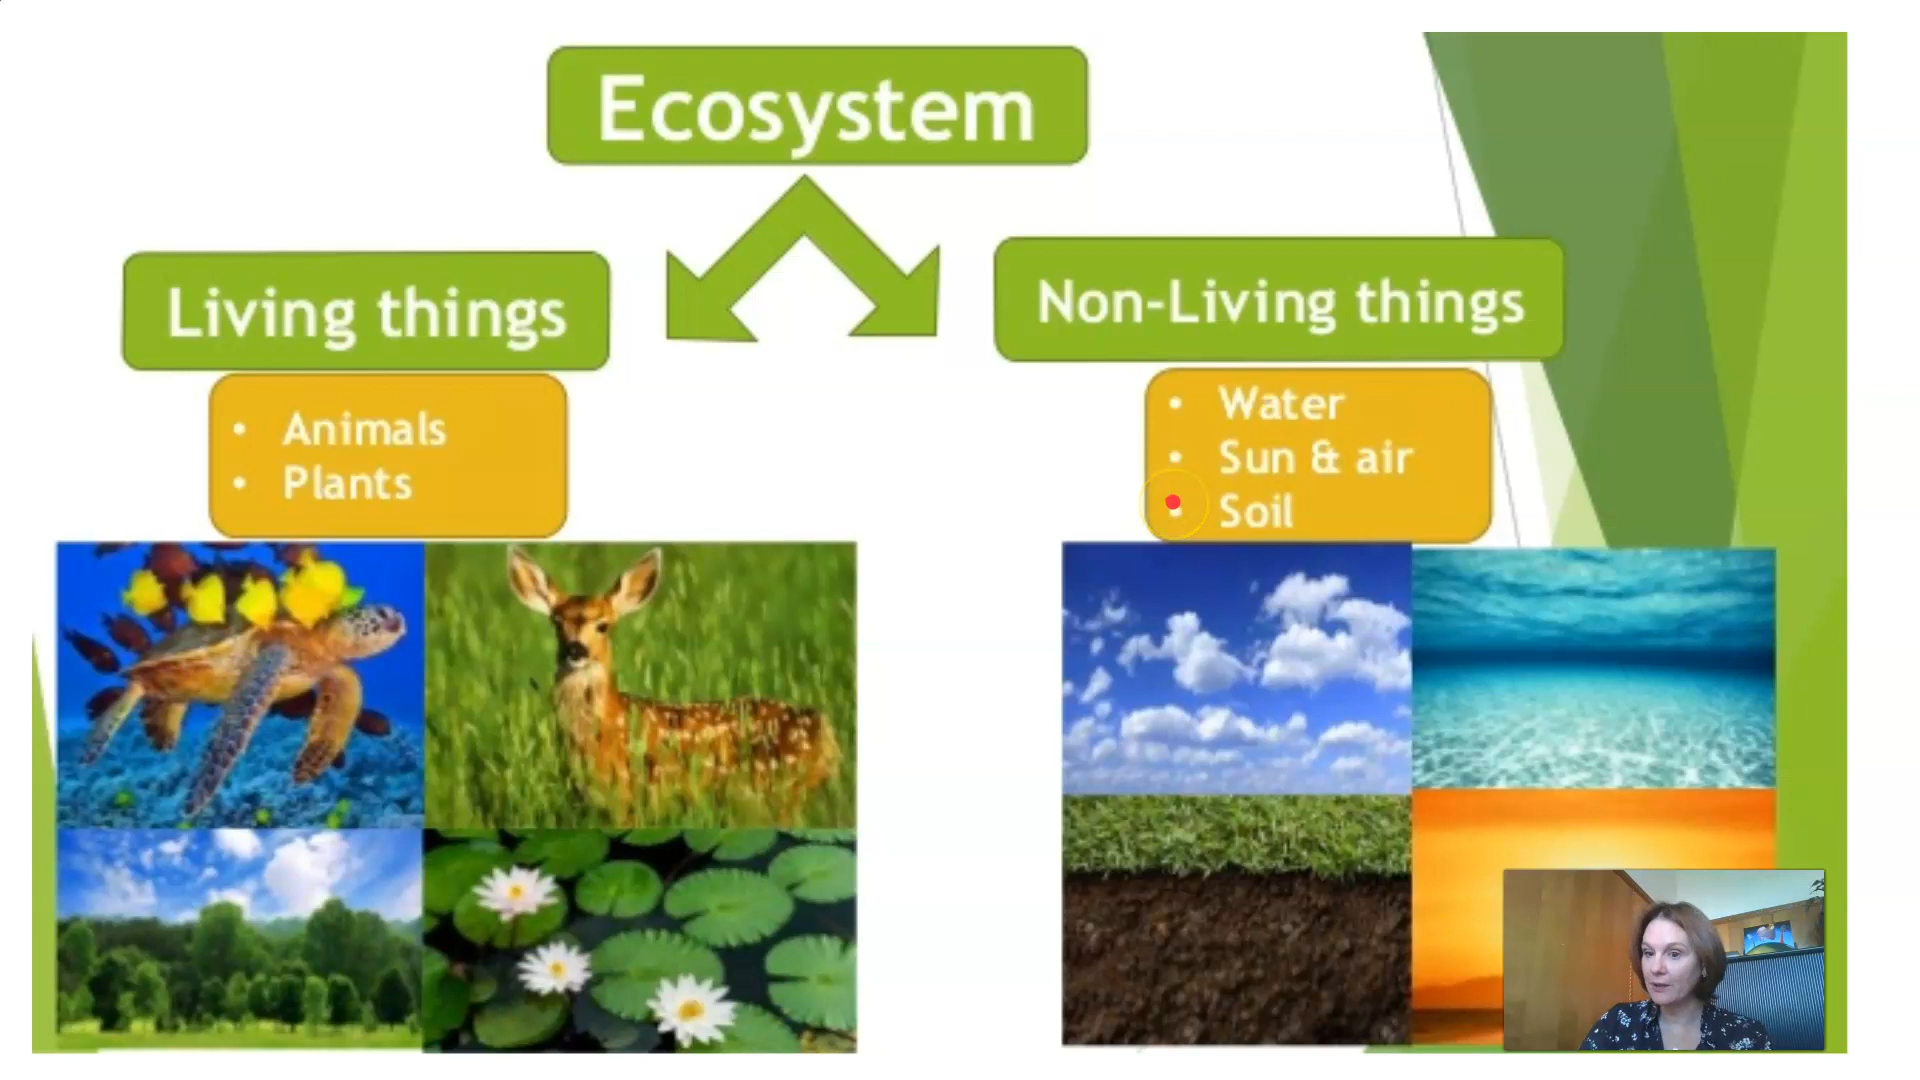 Ecosystem
Living things
• Animals
• Plants
Non-Living things
• Water
• Sun & air
• Soil